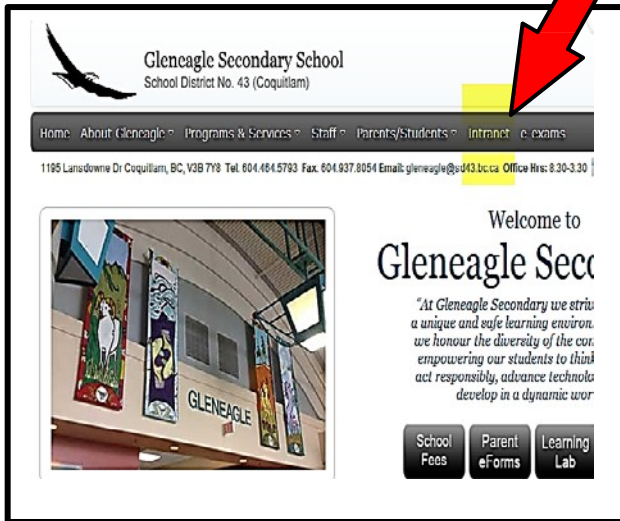 Gleneagle Secondary School
School District No. 43 (Coquitlam)
Home About Gleneagle Programs & Services Staff Parents/Students Intranet e-exams
1195 Lansdowne Dr Coquitlam, BC, V3B 7Y8 Tel. 604.464.5793 Fax. 604.937.8054 Email: gleneagle@sd43.bc.ca Office Hrs: 8.30-3.30
Welcome to
Gleneagle Seco
"At Gleneagle Secondary we striv
a unique and safe learning environ
we honour the diversity of the con
empowering our students to think
act responsibly, advance technolo
develop in a dynamic wor
GLENEAGLE
School Fees Parent eForms Learning Lab